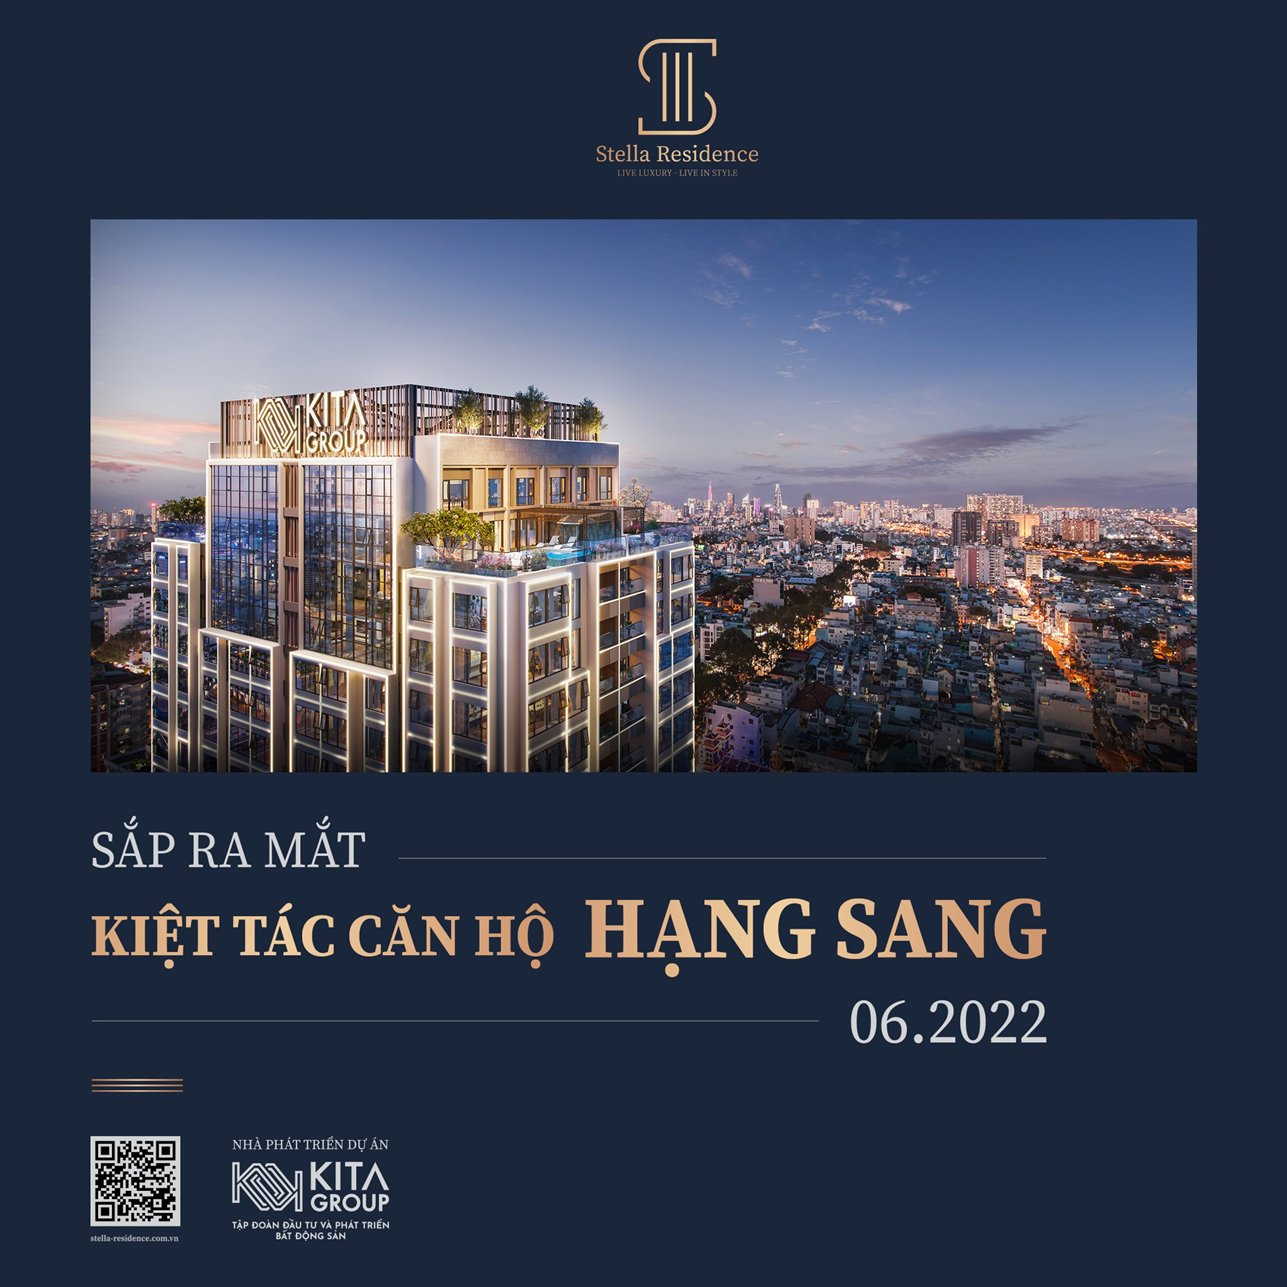 Stella Residence
LIVE LUXURY · LIVE IN STYLE
KITA
GROUP
SẮP RA MẮT
KIỆT TÁC CĂN HỘ HẠNG SANG
06.2022
stella-residence.com.vn
NHÀ PHÁT TRIỂN DỰ ÁN
KITA
GROUP
TẬP ĐOÀN ĐẦU TƯ VÀ PHÁT TRIỂN
BẤT ĐỘNG SẢN